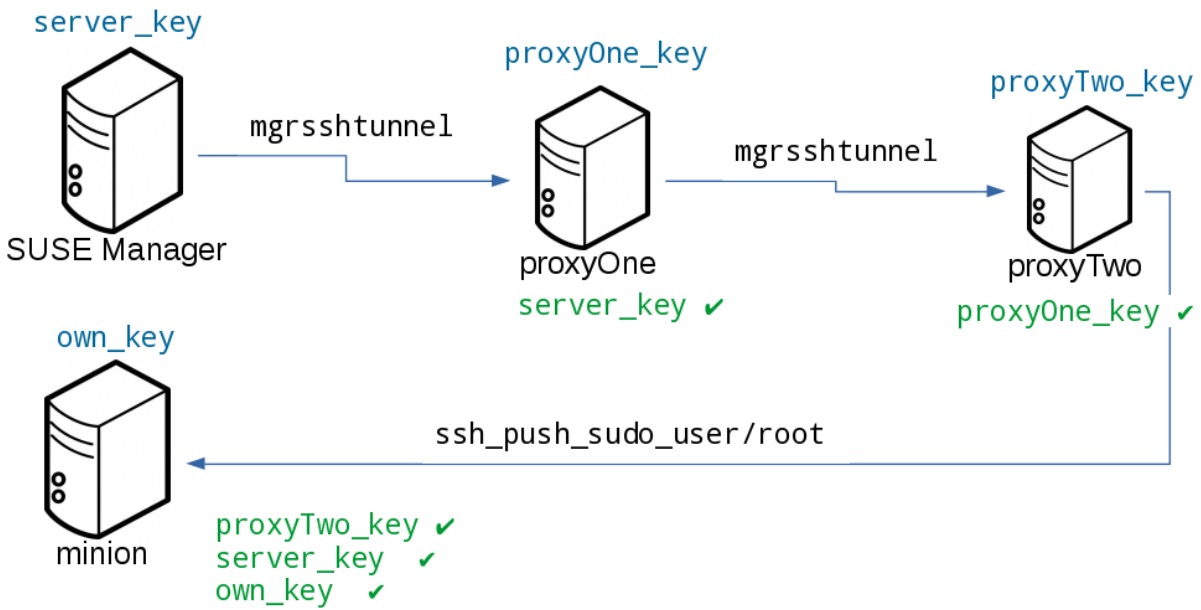 server_key
proxyOne_key
proxyTwo_key
mgrsshtunnel
mgrsshtunnel
SUSE Manager
proxyOne
proxyTwo
server_key ✔
proxyOne_key ✔
own_key
ssh_push_sudo_user/root
minion
proxyTwo_key ✔
server_key ✔
own_key ✔